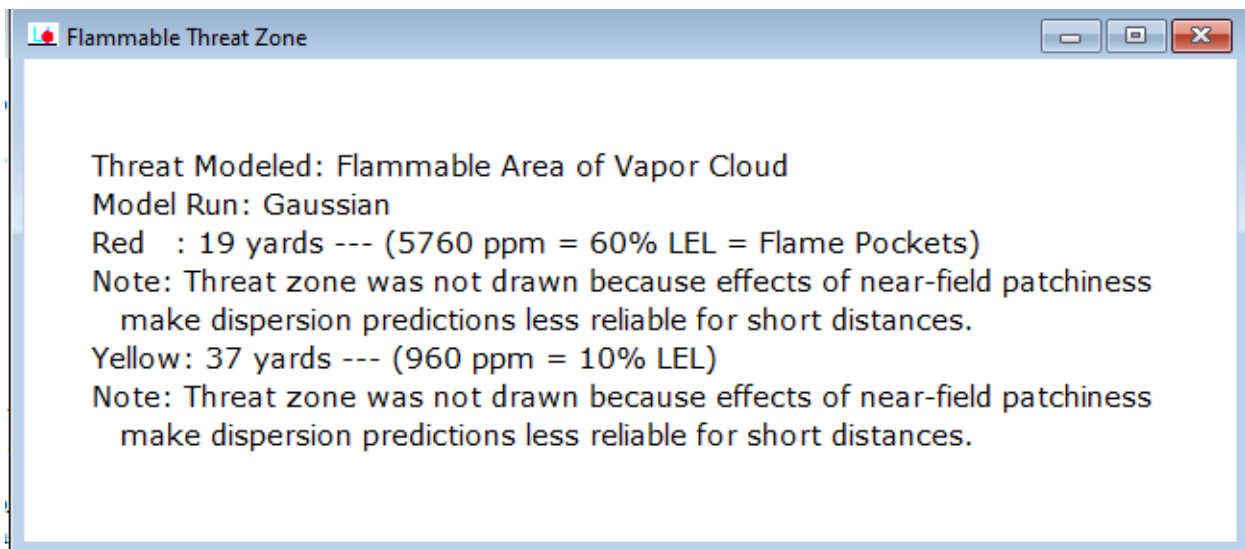 Flammable Threat Zone
Threat Modeled: Flammable Area of Vapor Cloud
Model Run: Gaussian
Red   : 19 yards --- (5760 ppm = 60% LEL = Flame Pockets)
Note: Threat zone was not drawn because effects of near-field patchiness
make dispersion predictions less reliable for short distances.
Yellow: 37 yards --- (960 ppm = 10% LEL)
Note: Threat zone was not drawn because effects of near-field patchiness
make dispersion predictions less reliable for short distances.